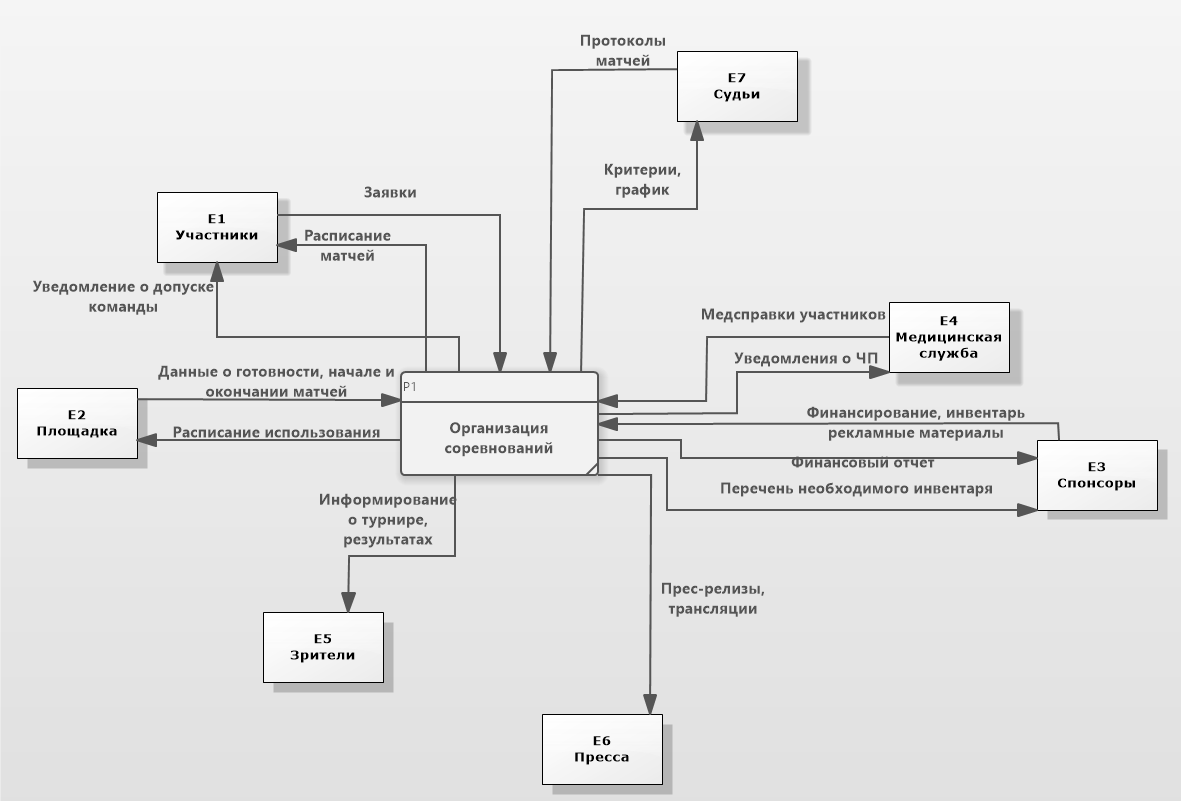 Протоколы
матчей
E7
Судьи
Критерии,
график
Заявки
E1
Участники
Расписание
матчей
Уведомление о допуске
команды
Медсправки участников
E4
Медицинская
служба
Уведомления о ЧП
Данные о готовности, начале и
окончании матчей
P1
E2
Площадка
Расписание использования
Организация
соревнований
Финансирование, инвентарь
рекламные материалы
Финансовый отчет
E3
Спонсоры
Перечень необходимого инвентаря
Информирование
о турнире,
результатах
Прес-релизы,
трансляции
E5
Зрители
E6
Пресса